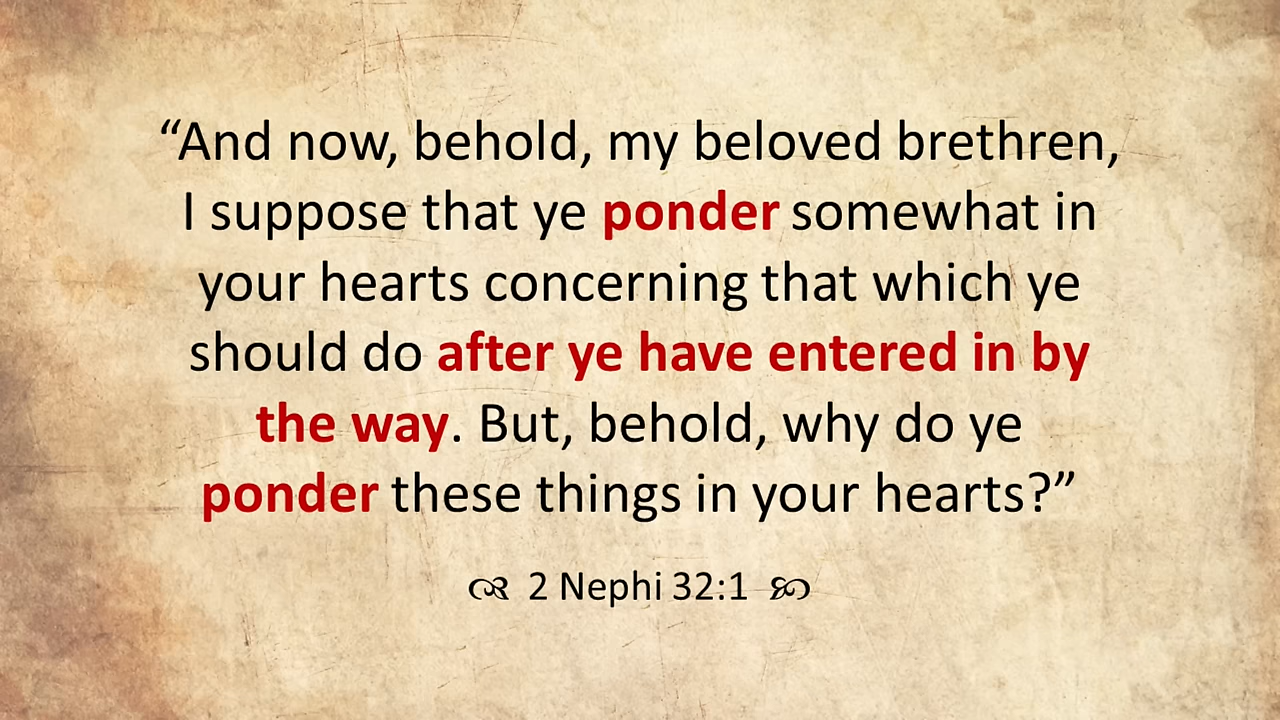 “And now, behold, my beloved brethren,
I suppose that ye ponder somewhat in
your hearts concerning that which ye
should do after ye have entered in by
the way. But, behold, why do ye
ponder these things in your hearts?”
2 Nephi 32:1